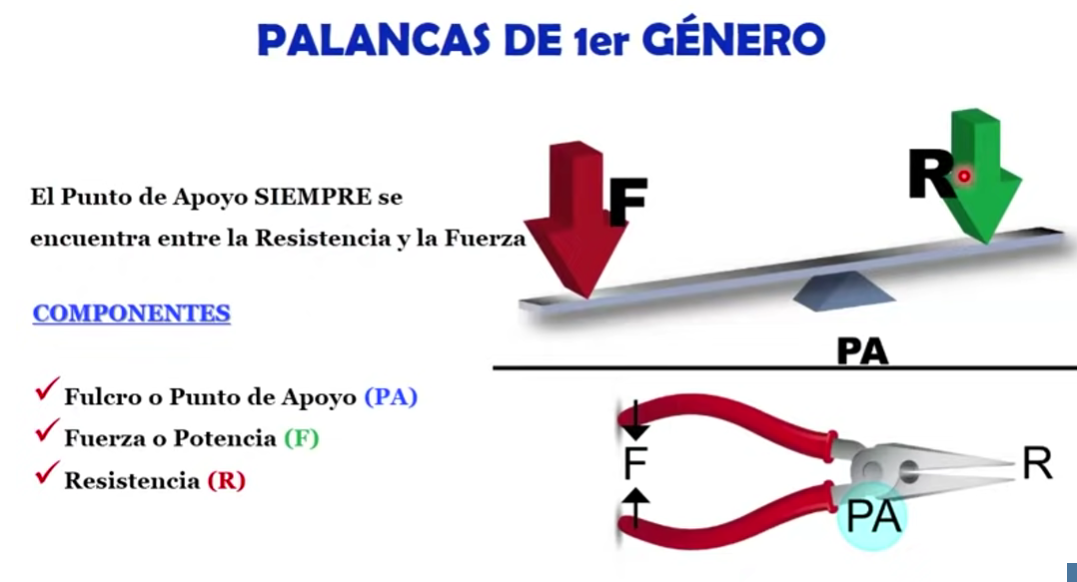 PALANCAS DE 1er GÉNERO
El Punto de Apoyo SIEMPRE se
encuentra entre la Resistencia y la Fuerza
COMPONENTES
Fulcro o Punto de Apoyo (PA)
Fuerza o Potencia (F)
Resistencia (R)
F
R
PA
F
R
PA